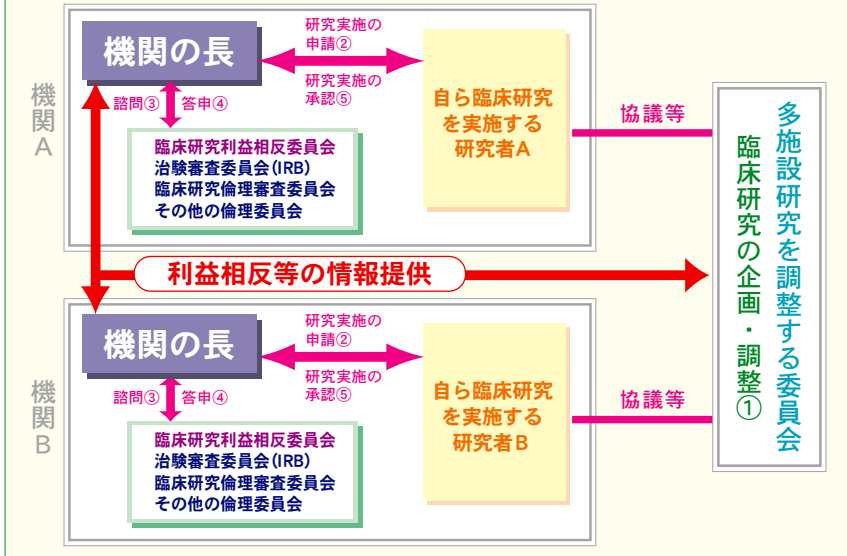 機関A
機関の長
研究実施の
申請②
研究実施の
承認⑤
諮問③
答申④
臨床研究利益相反委員会
治験審査委員会(IRB)
臨床研究倫理審査委員会
その他の倫理委員会
自ら臨床研究
を実施する
研究者A
協議等
多施設研究を調整する委員会
臨床研究の企画・調整①
利益相反等の情報提供
機関B
機関の長
研究実施の
申請②
研究実施の
承認⑤
諮問③
答申④
臨床研究利益相反委員会
治験審査委員会(IRB)
臨床研究倫理審査委員会
その他の倫理委員会
自ら臨床研究
を実施する
研究者B
協議等